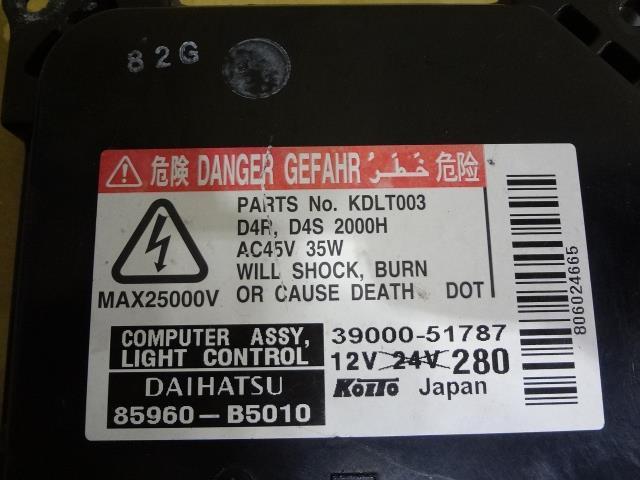 82G
危険 DANGER GEFAHR خَطَر 危险
PARTS No. KDLT003
D4R, D4S 2000H
AC45V 35W
WILL SHOCK, BURN
OR CAUSE DEATH DOT
MAX25000V
COMPUTER ASSY,
LIGHT CONTROL
DAIHATSU
85960-B5010
39000-51787
12V 24V 280
KOITO Japan
806024665